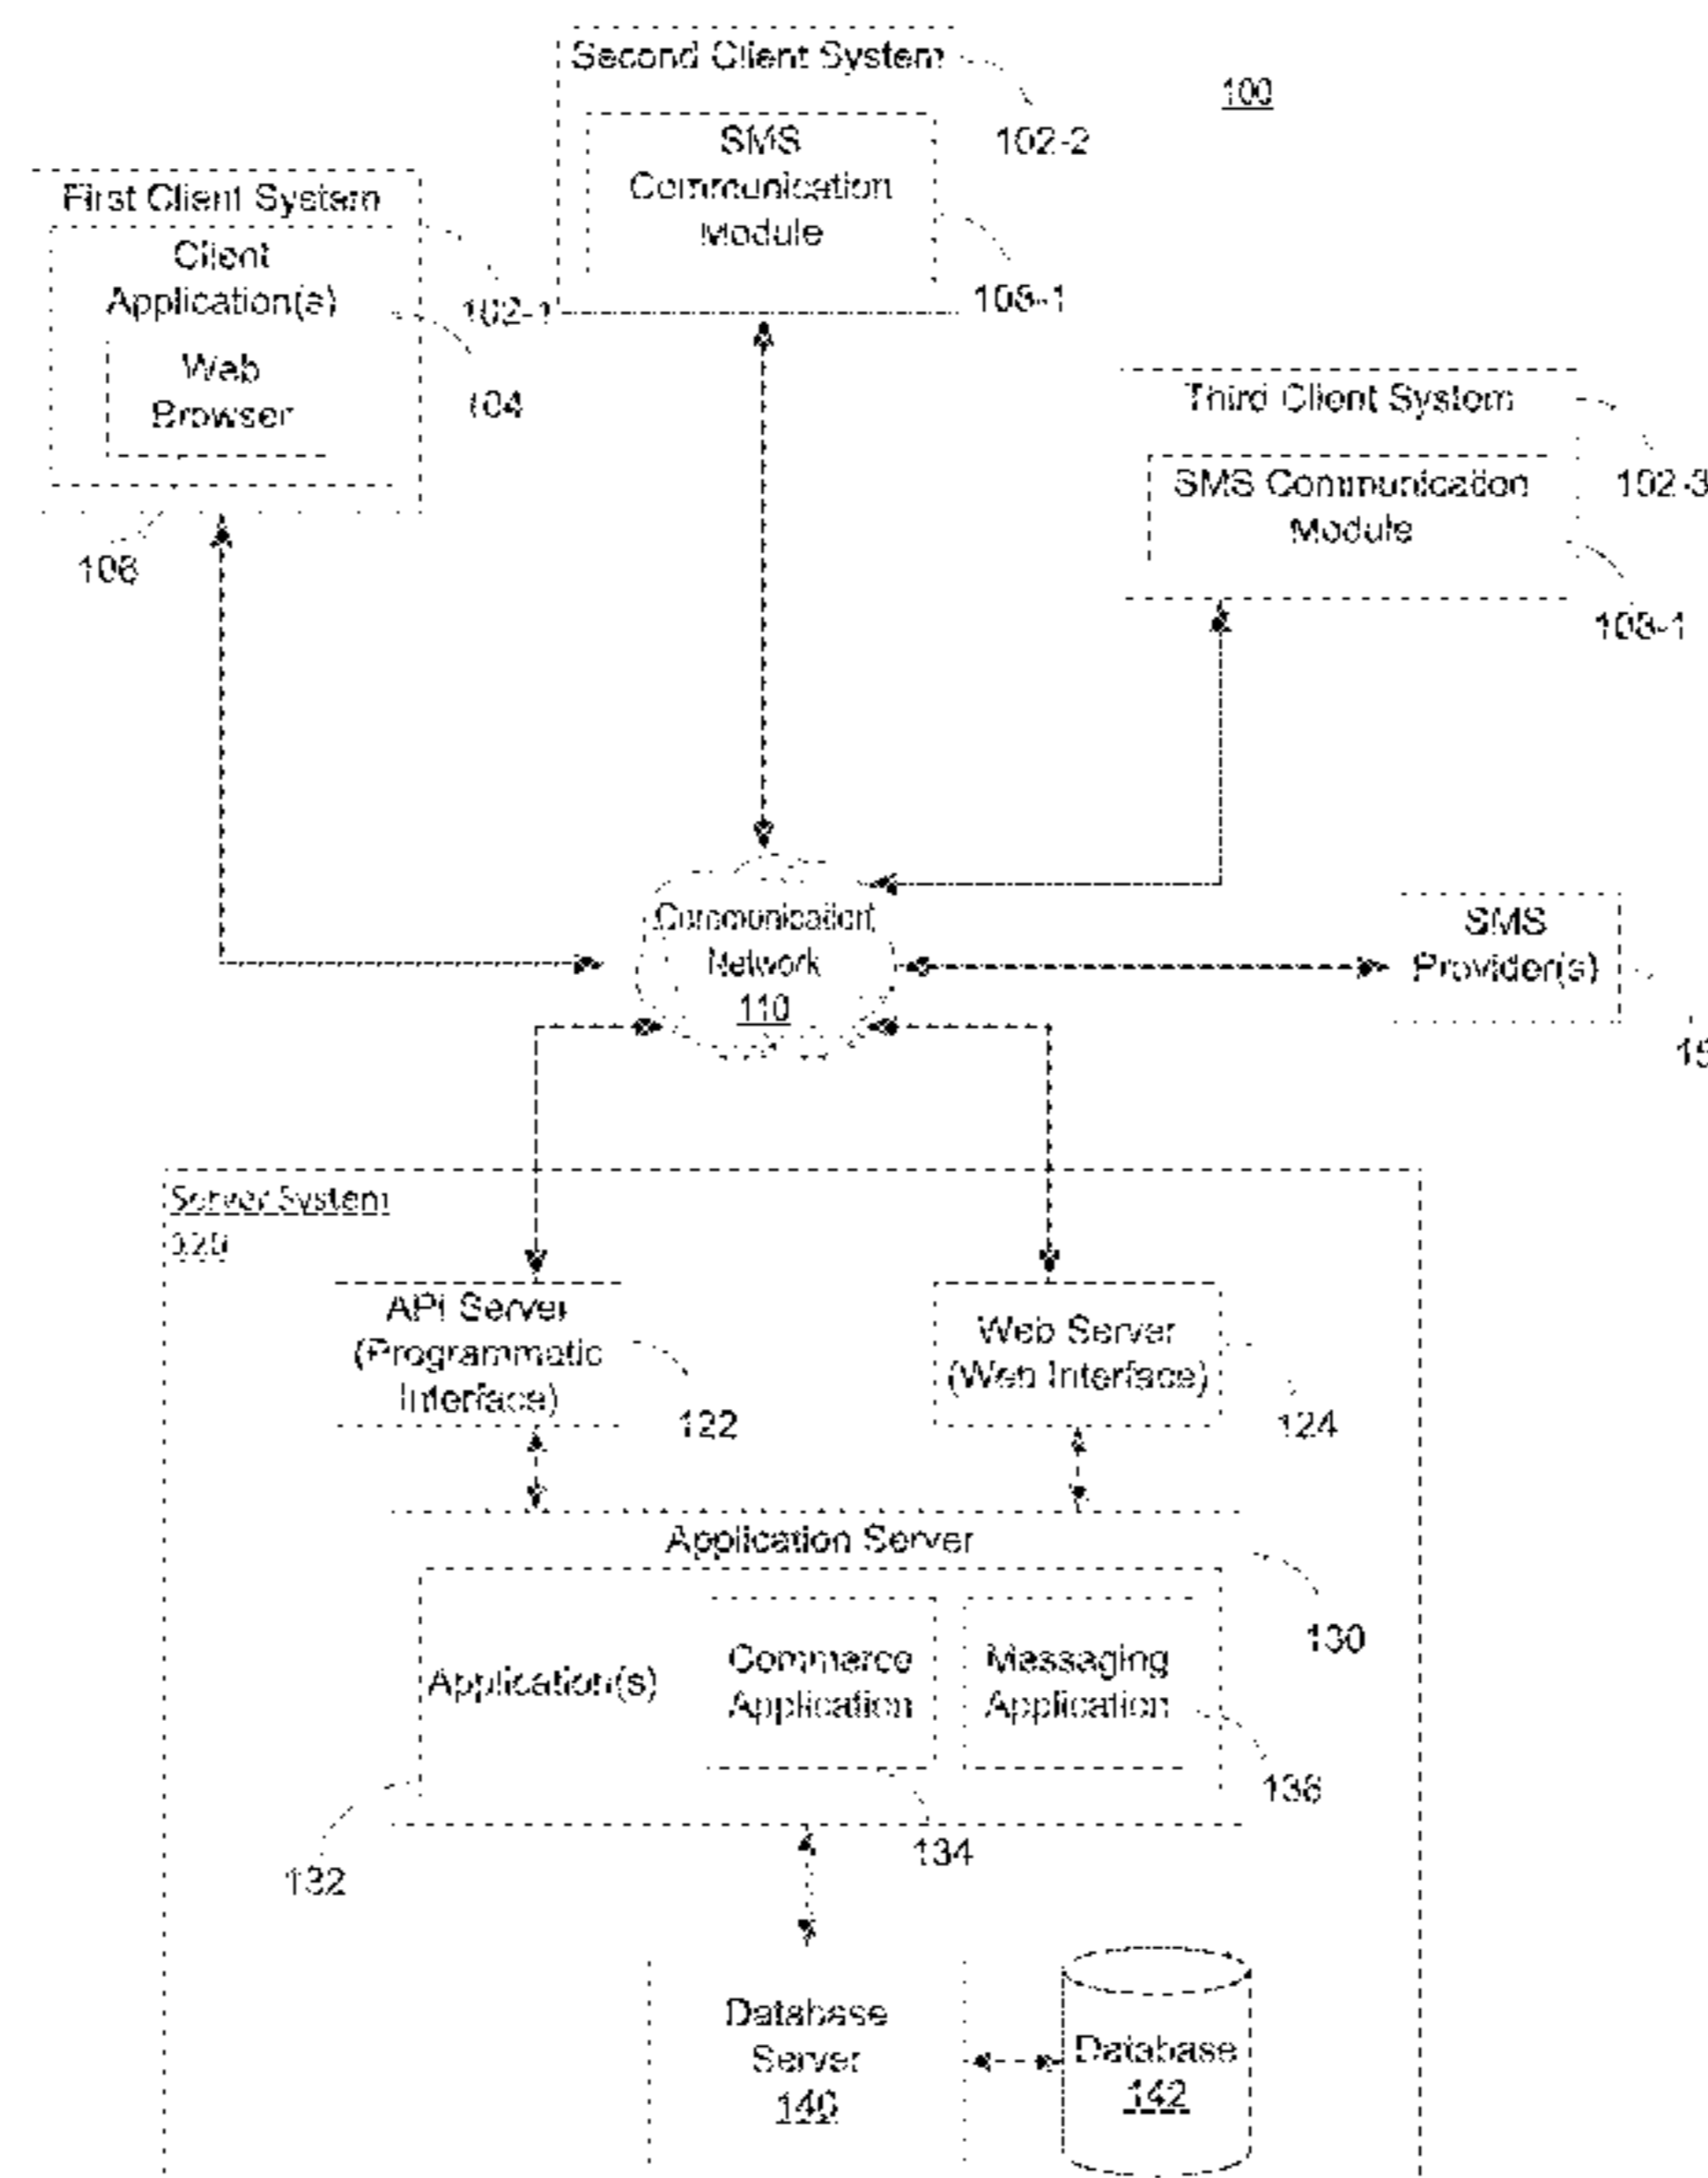 100
Second Client System
102-2
SMS
Communication
Module
108-1
First Client System
102-1
Client
Application(s)
104
Web
Browser
Third Client System
102-3
SMS Communication
Module
108-1
Communication
Network
110
SMS
Provider(s)
Server System
120
API Server
(Programmatic
Interface)
122
Web Server
(Web Interface)
124
Application Server
130
Application(s)
132
Commerce
Application
134
Messaging
Application
136
Database
Server
140
Database
142